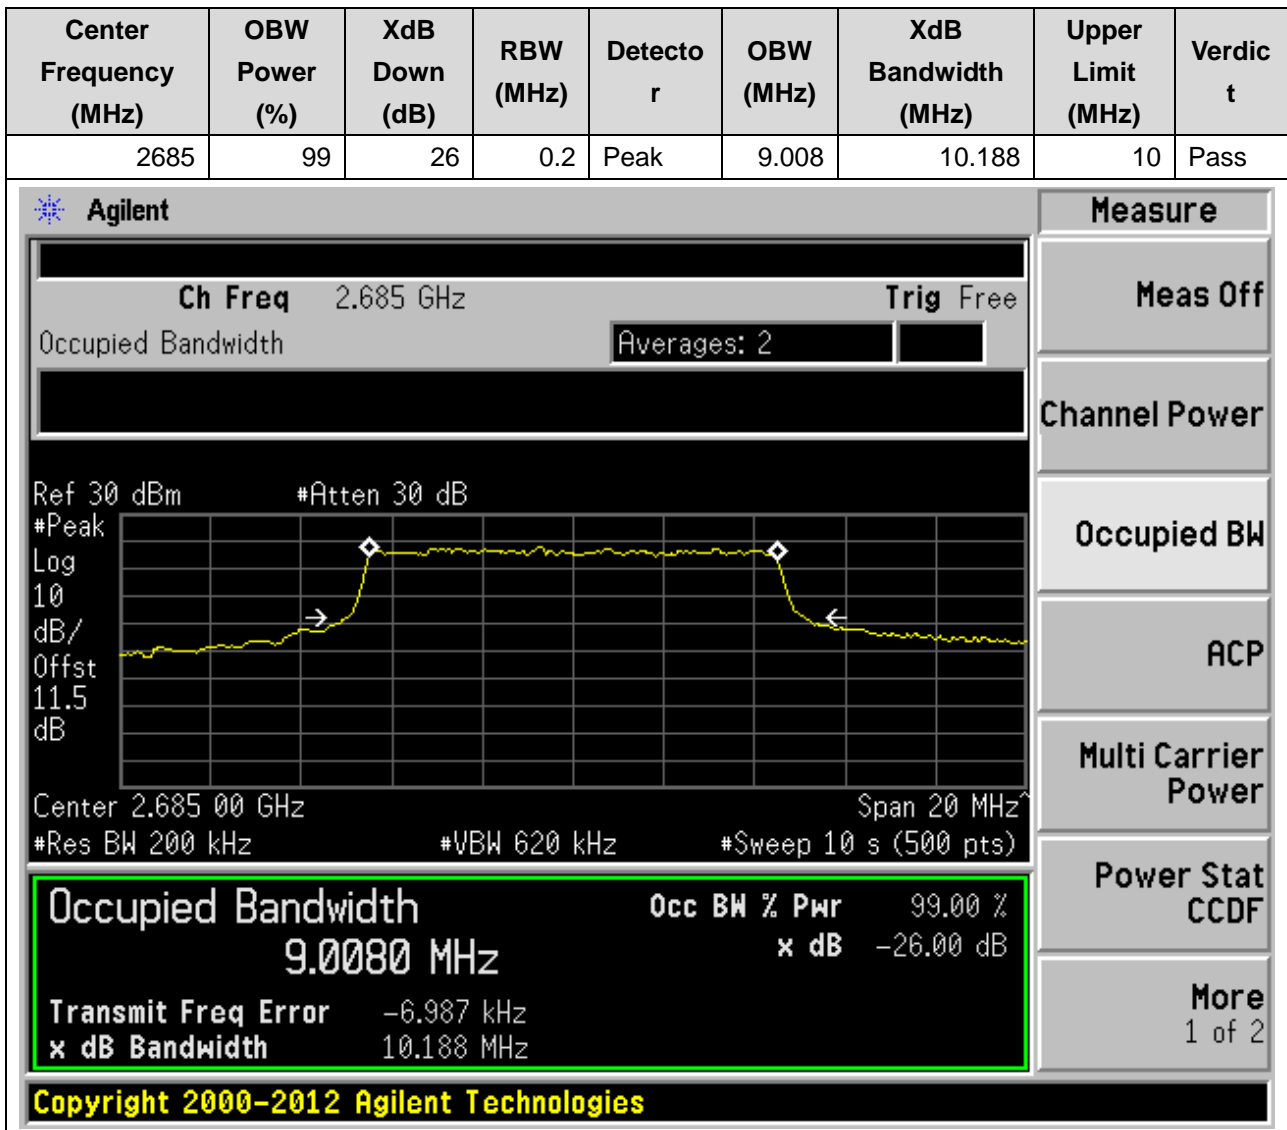 Center Frequency (MHz) OBW Power (%) XdB Down (dB) RBW (MHz) Detector OBW (MHz) XdB Bandwidth (MHz) Upper Limit (MHz) Verdict
2685 99 26 0.2 Peak 9.008 10.188 10 Pass
Agilent
Ch Freq 2.685 GHz Trig Free
Occupied Bandwidth Averages: 2
Ref 30 dBm #Atten 30 dB
#Peak
Log
10
dB/
Offst
11.5
dB
Center 2.685 00 GHz Span 20 MHz^
#Res BW 200 kHz #VBW 620 kHz #Sweep 10 s (500 pts)
Occupied Bandwidth Occ BW % Pwr 99.00 %
9.0080 MHz x dB -26.00 dB
Transmit Freq Error -6.987 kHz
x dB Bandwidth 10.188 MHz
Copyright 2000-2012 Agilent Technologies
Measure
Meas Off
Channel Power
Occupied BW
ACP
Multi Carrier
Power
Power Stat
CCDF
More
1 of 2